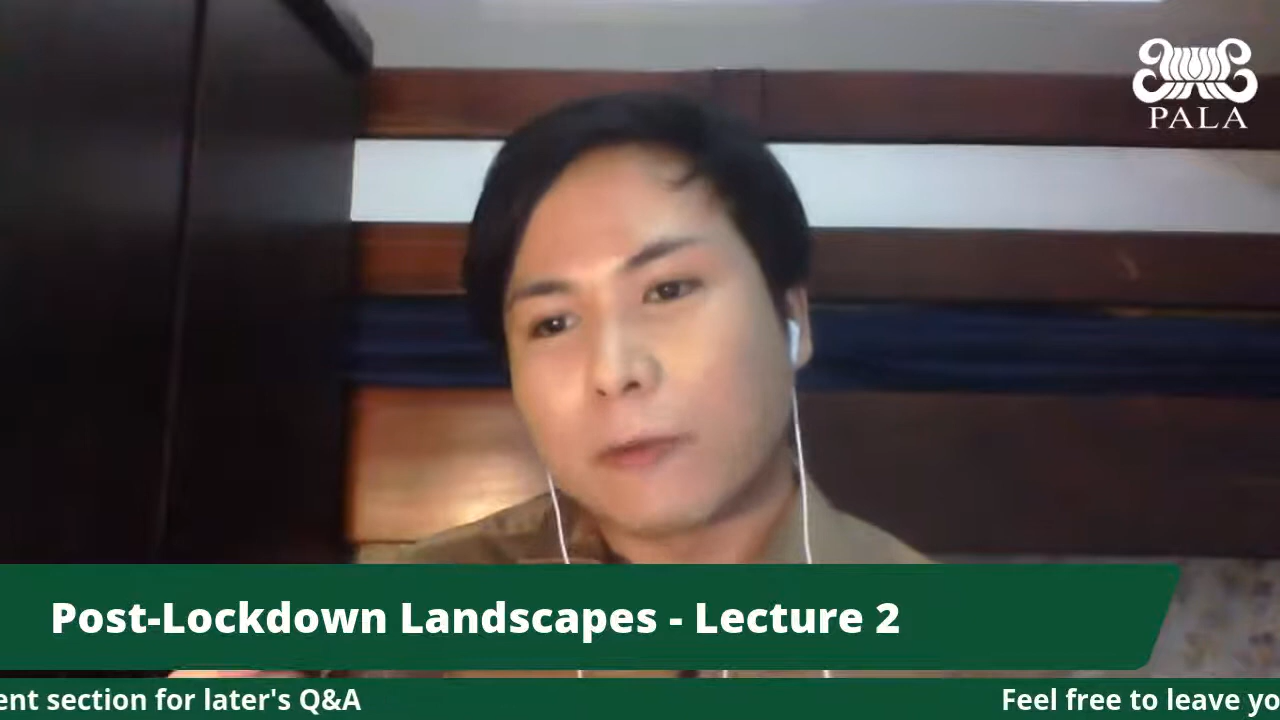 PALA
Post-Lockdown Landscapes - Lecture 2
section for later's Q&A
Feel free to leave